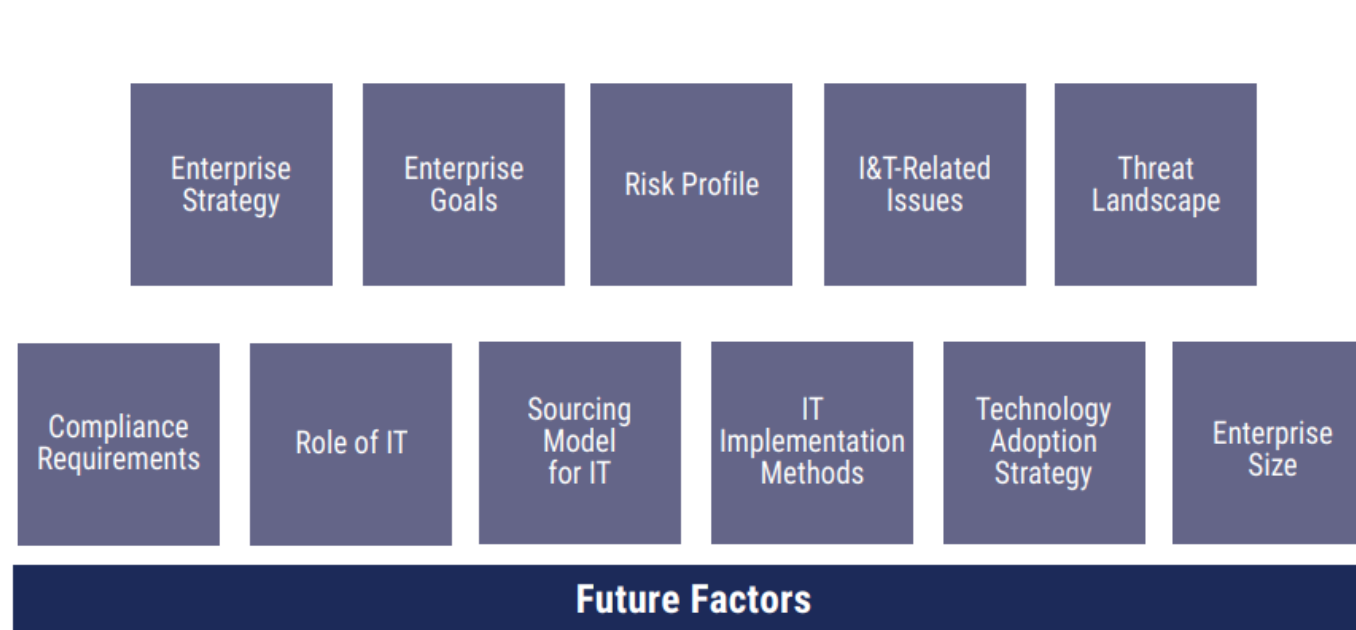 Enterprise
Strategy
Enterprise
Goals
Risk Profile
I&T-Related
Issues
Threat
Landscape
Compliance
Requirements
Role of IT
Sourcing
Model
for IT
IT
Implementation
Methods
Technology
Adoption
Strategy
Enterprise
Size
Future Factors